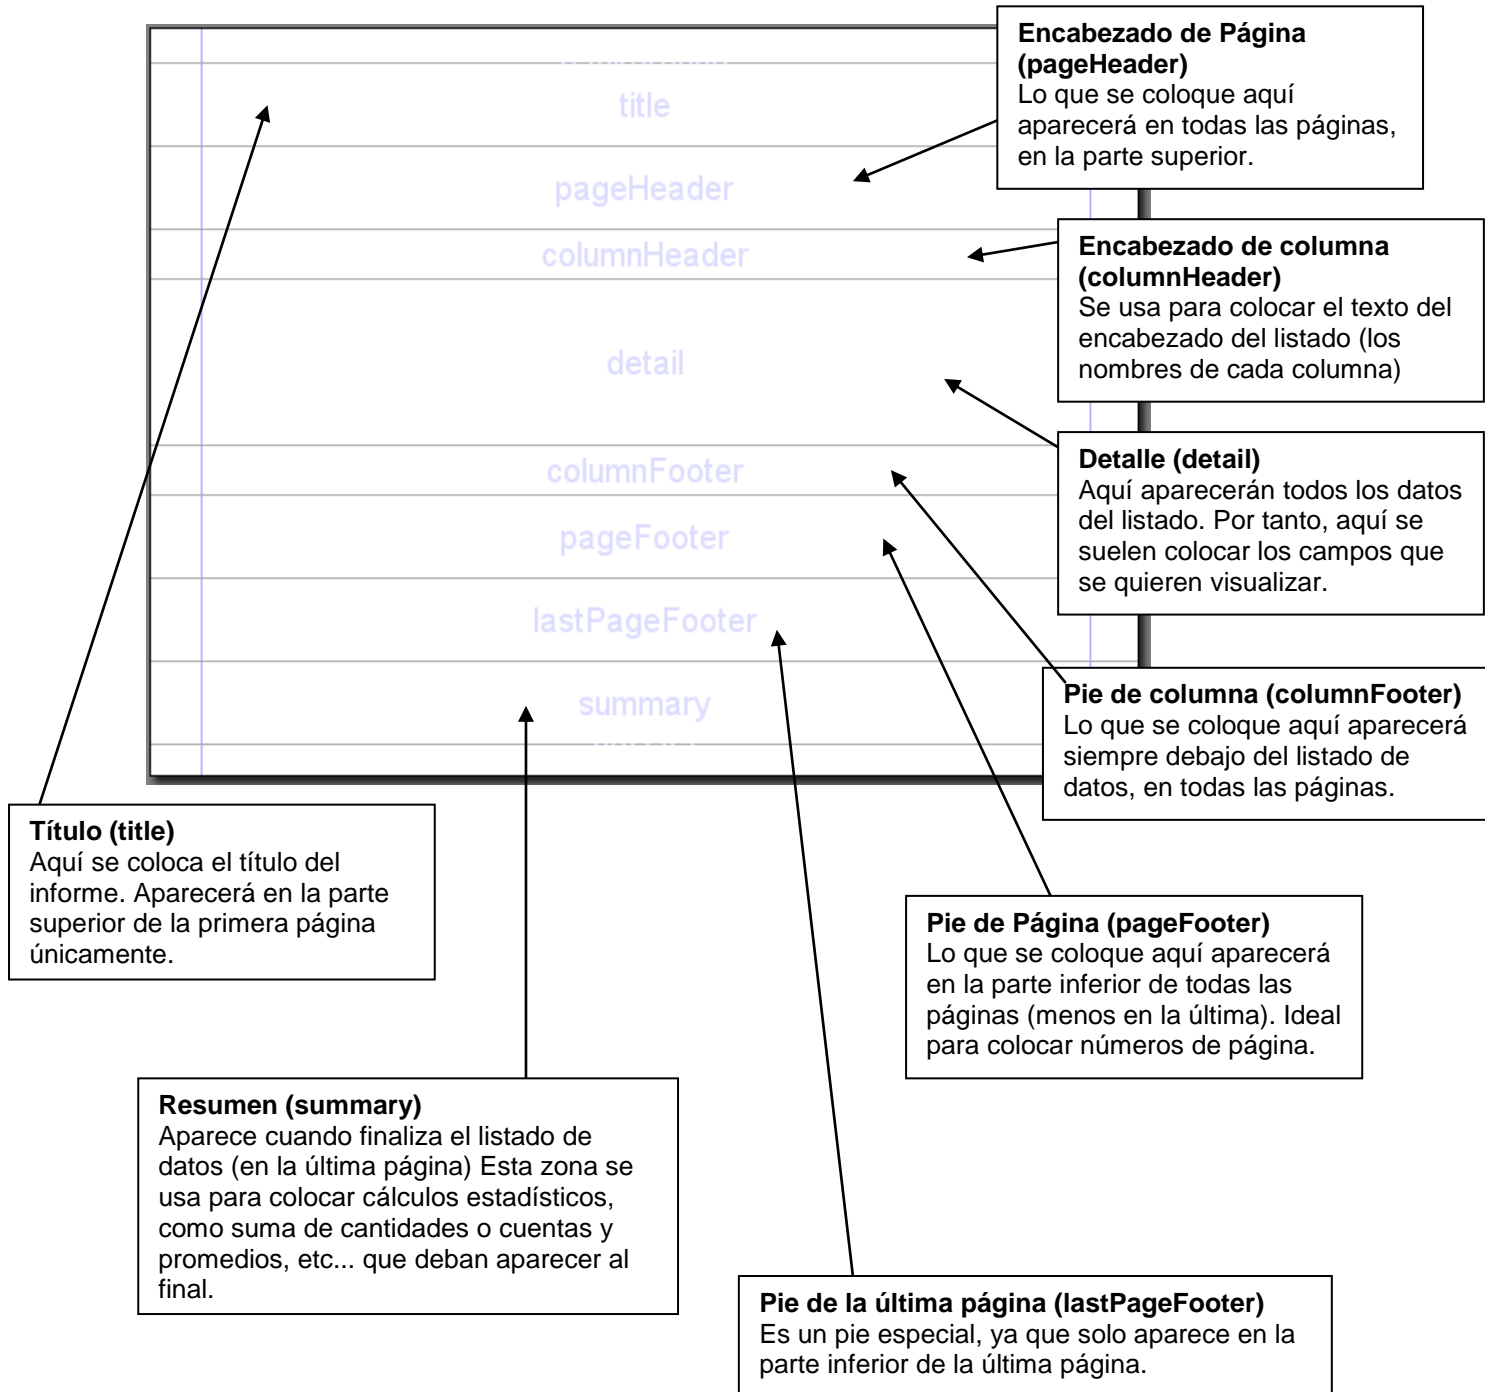 title
pageHeader
columnHeader
detail
columnFooter
pageFooter
lastPageFooter
summary
Encabezado de Página
(pageHeader)
Lo que se coloque aquí
aparecerá en todas las páginas,
en la parte superior.
Encabezado de columna
(columnHeader)
Se usa para colocar el texto del
encabezado del listado (los
nombres de cada columna)
Detalle (detail)
Aquí aparecerán todos los datos
del listado. Por tanto, aquí se
suelen colocar los campos que
se quieren visualizar.
Pie de columna (columnFooter)
Lo que se coloque aquí aparecerá
siempre debajo del listado de
datos, en todas las páginas.
Título (title)
Aquí se coloca el título del
informe. Aparecerá en la parte
superior de la primera página
únicamente.
Pie de Página (pageFooter)
Lo que se coloque aquí aparecerá
en la parte inferior de todas las
páginas (menos en la última). Ideal
para colocar números de página.
Resumen (summary)
Aparece cuando finaliza el listado de
datos (en la última página) Esta zona se
usa para colocar cálculos estadísticos,
como suma de cantidades o cuentas y
promedios, etc... que deban aparecer al
final.
Pie de la última página (lastPageFooter)
Es un pie especial, ya que solo aparece en la
parte inferior de la última página.